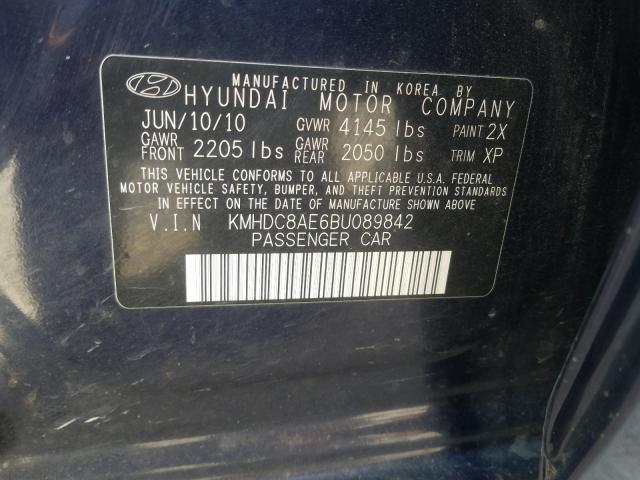 MANUFACTURED IN KOREA BY
HYUNDAI MOTOR COMPANY
JUN/10/10 GVWR 4145 lbs PAINT 2X
GAWR FRONT 2205 lbs GAWR REAR 2050 lbs TRIM XP
THIS VEHICLE CONFORMS TO ALL APPLICABLE U.S.A. FEDERAL
MOTOR VEHICLE SAFETY, BUMPER, AND THEFT PREVENTION STANDARDS
IN EFFECT ON THE DATE OF MANUFACTURE SHOWN ABOVE
V.I.N KMHDC8AE6BU089842
PASSENGER CAR